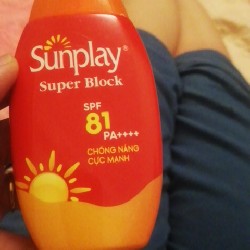 Sunplay®
Super Block
SPF
81
PA++++
CHỐNG NẮNG
CỰC MẠNH